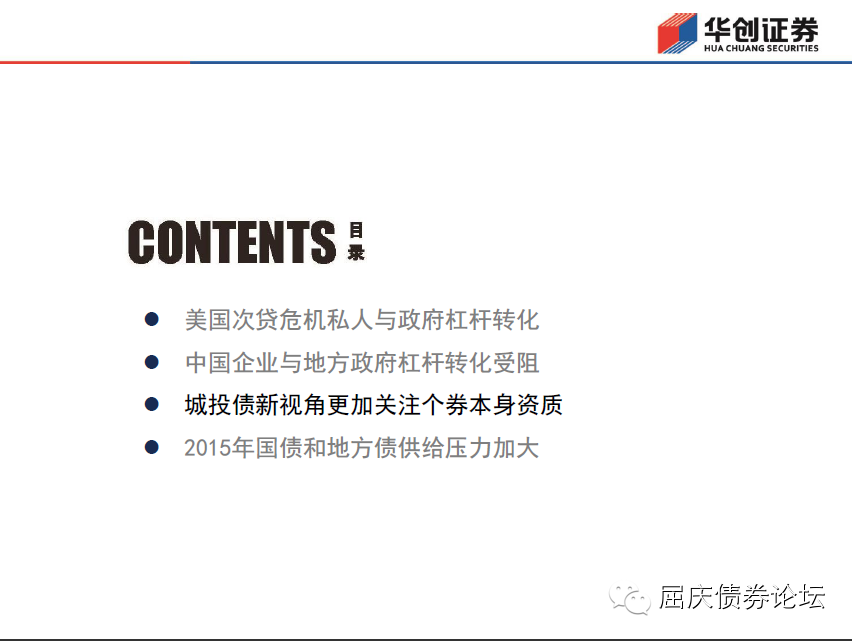 华创证券
HUA CHUANG SECURITIES
CONTENTS 目录
美国次贷危机私人与政府杠杆转化
中国企业与地方政府杠杆转化受阻
城投债新视角更加关注个券本身资质
2015年国债和地方债供给压力加大
屈庆债券论坛